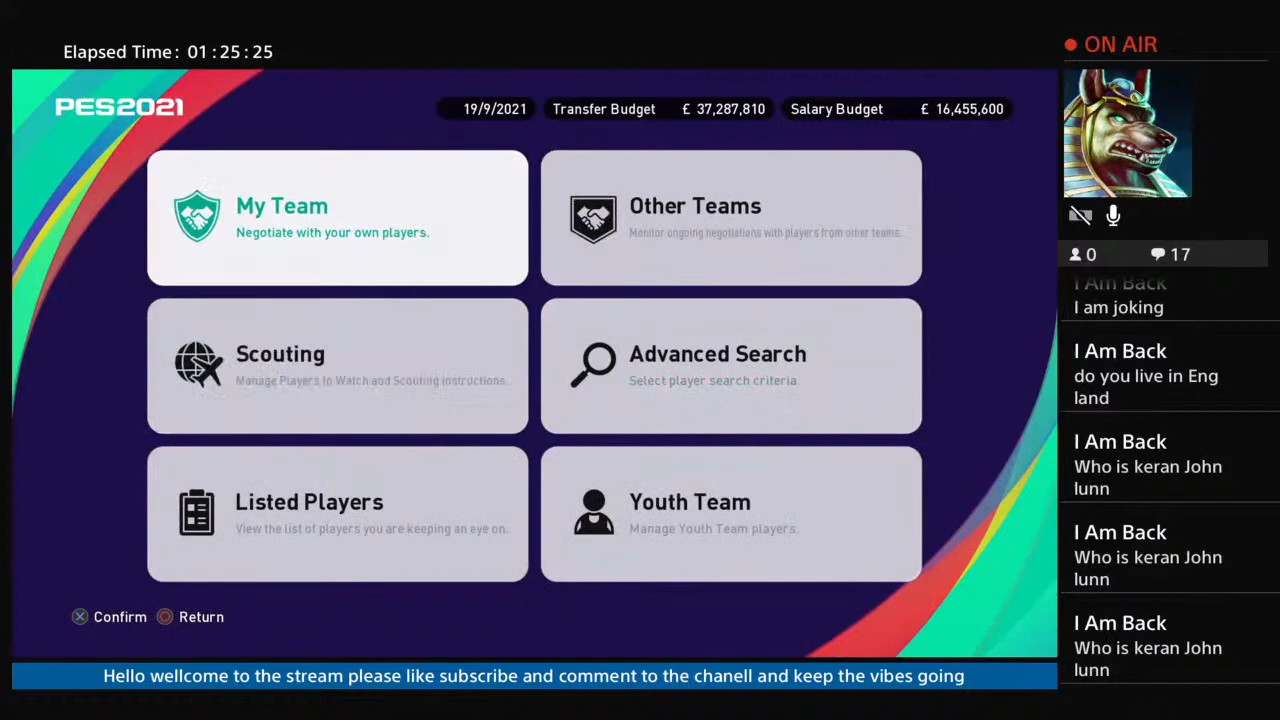 Elapsed Time: 01:25:25
ON AIR
PES2021
19/9/2021 Transfer Budget £ 37,287,810 Salary Budget £ 16,455,600
My Team
Negotiate with your own players.
Other Teams
Monitor ongoing negotiations with players from other teams.
Scouting
Manage Players to Watch and Scouting instructions.
Advanced Search
Select player search criteria.
Listed Players
View the list of players you are keeping an eye on.
Youth Team
Manage Youth Team players.
Confirm Return
Hello wellcome to the stream please like subscribe and comment to the chanell and keep the vibes going
0 17
I Am Back
I am joking
I Am Back
do you live in Eng
land
I Am Back
Who is keran John
lunn
I Am Back
Who is keran John
lunn
I Am Back
Who is keran John
lunn